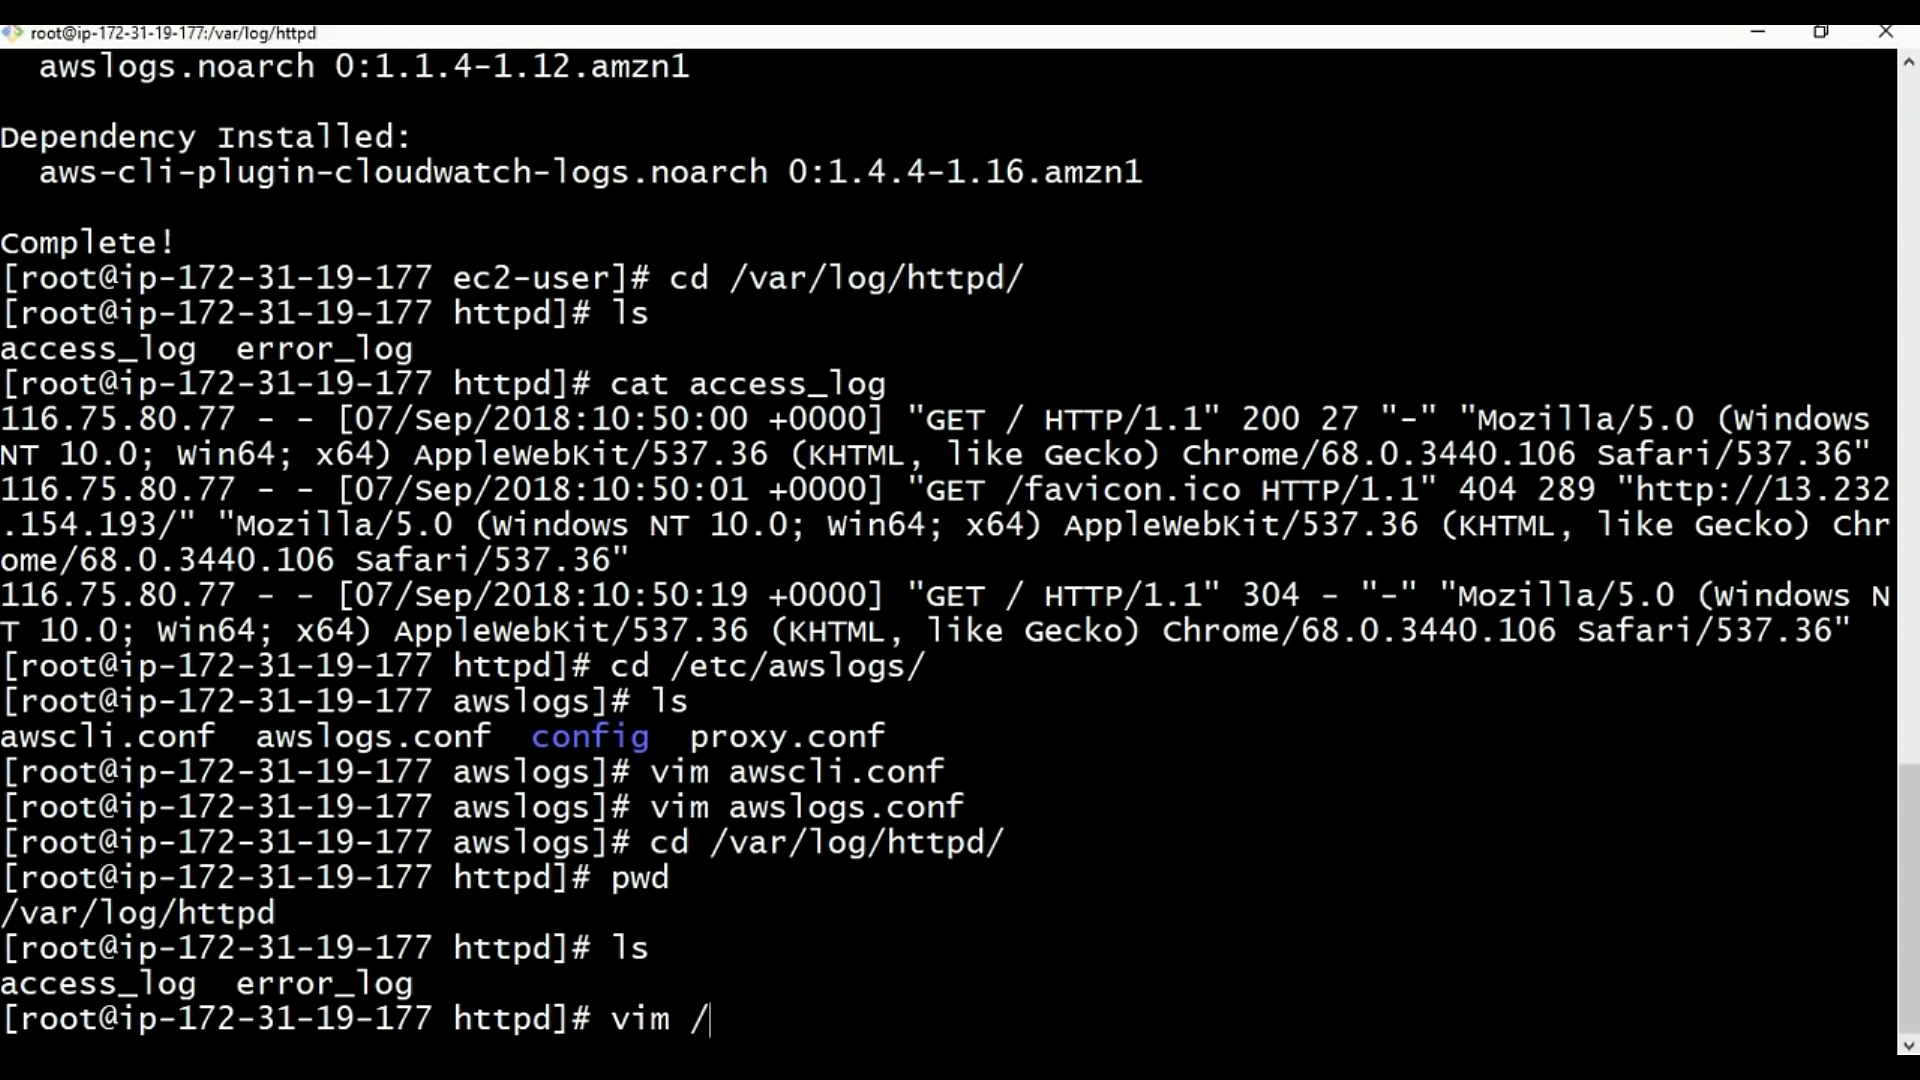 root@ip-172-31-19-177:/var/log/httpd
  awslogs.noarch 0:1.1.4-1.12.amzn1
Dependency Installed:
  aws-cli-plugin-cloudwatch-logs.noarch 0:1.4.4-1.16.amzn1
Complete!
[root@ip-172-31-19-177 ec2-user]# cd /var/log/httpd/
[root@ip-172-31-19-177 httpd]# ls
access_log  error_log
[root@ip-172-31-19-177 httpd]# cat access_log
116.75.80.77 - - [07/Sep/2018:10:50:00 +0000] "GET / HTTP/1.1" 200 27 "-" "Mozilla/5.0 (Windows
NT 10.0; Win64; x64) AppleWebKit/537.36 (KHTML, like Gecko) Chrome/68.0.3440.106 Safari/537.36"
116.75.80.77 - - [07/Sep/2018:10:50:01 +0000] "GET /favicon.ico HTTP/1.1" 404 289 "http://13.232
.154.193/" "Mozilla/5.0 (Windows NT 10.0; Win64; x64) AppleWebKit/537.36 (KHTML, like Gecko) Chr
ome/68.0.3440.106 Safari/537.36"
116.75.80.77 - - [07/Sep/2018:10:50:19 +0000] "GET / HTTP/1.1" 304 - "-" "Mozilla/5.0 (Windows N
T 10.0; Win64; x64) AppleWebKit/537.36 (KHTML, like Gecko) Chrome/68.0.3440.106 Safari/537.36"
[root@ip-172-31-19-177 httpd]# cd /etc/awslogs/
[root@ip-172-31-19-177 awslogs]# ls
awscli.conf  awslogs.conf  config  proxy.conf
[root@ip-172-31-19-177 awslogs]# vim awscli.conf
[root@ip-172-31-19-177 awslogs]# vim awslogs.conf
[root@ip-172-31-19-177 awslogs]# cd /var/log/httpd/
[root@ip-172-31-19-177 httpd]# pwd
/var/log/httpd
[root@ip-172-31-19-177 httpd]# ls
access_log  error_log
[root@ip-172-31-19-177 httpd]# vim /